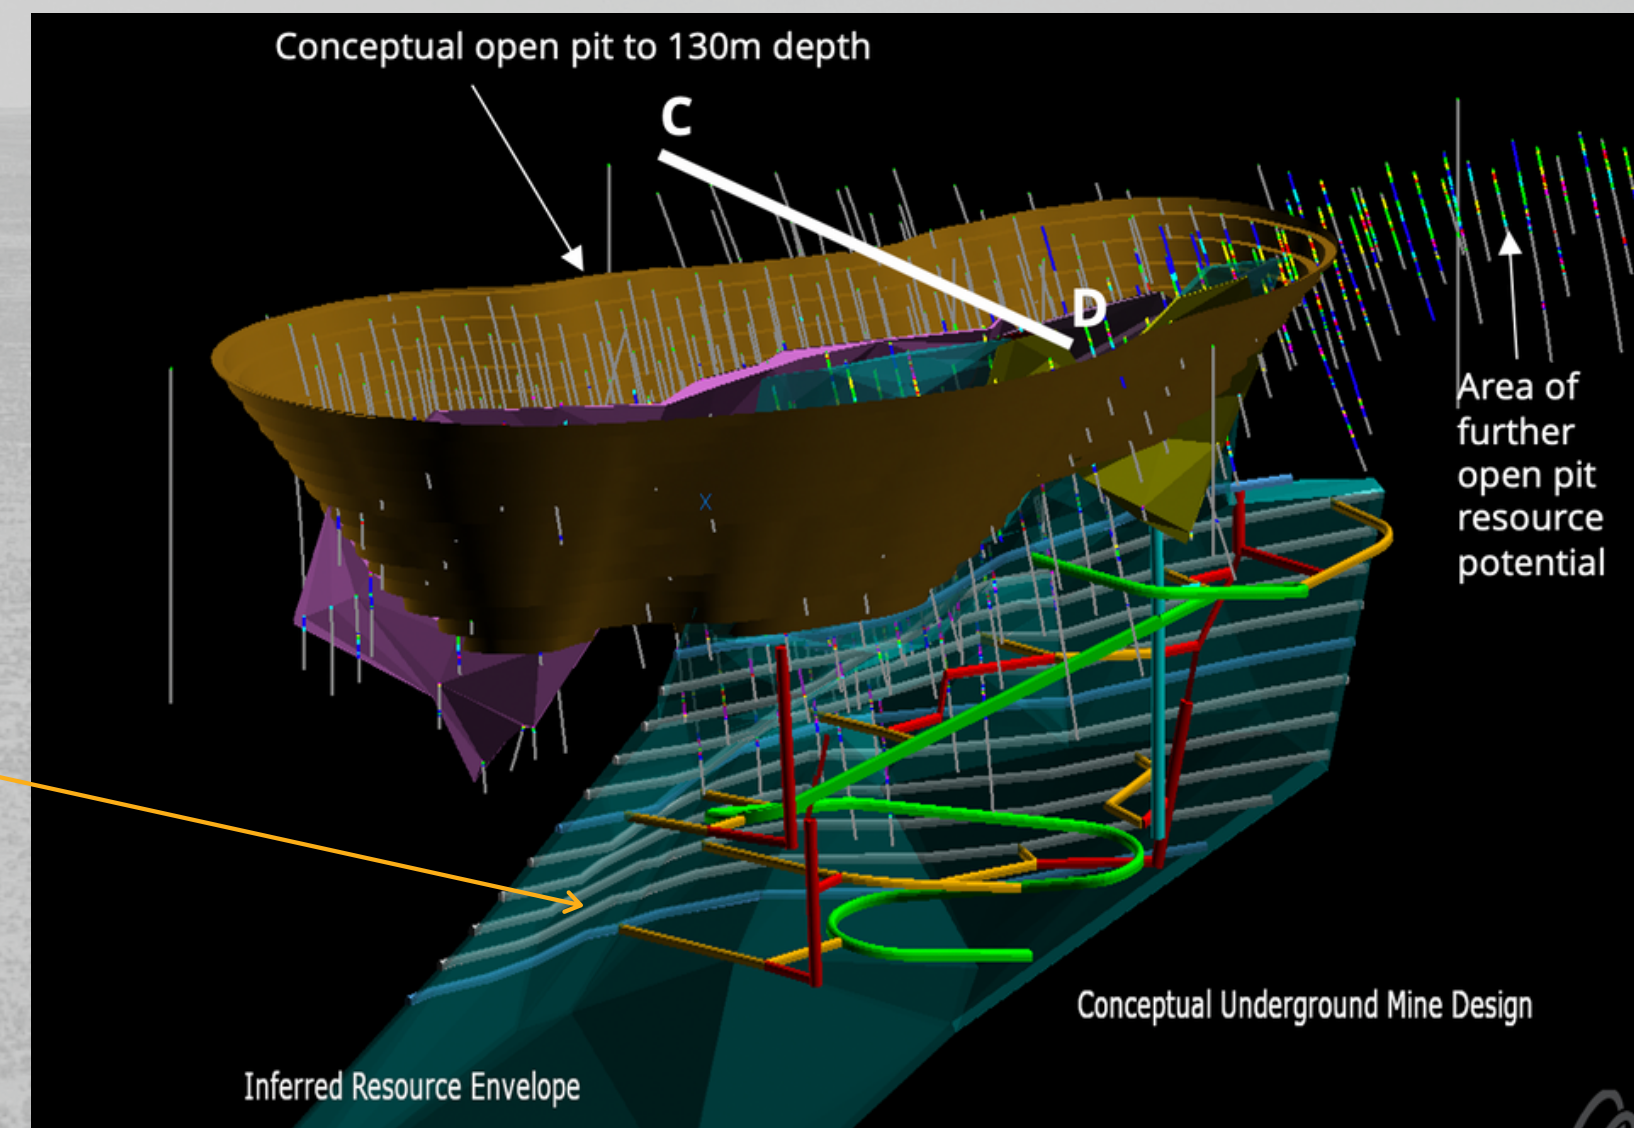 Conceptual open pit to 130m depth
C
D
Area of
further
open pit
resource
potential
X
Conceptual Underground Mine Design
Inferred Resource Envelope